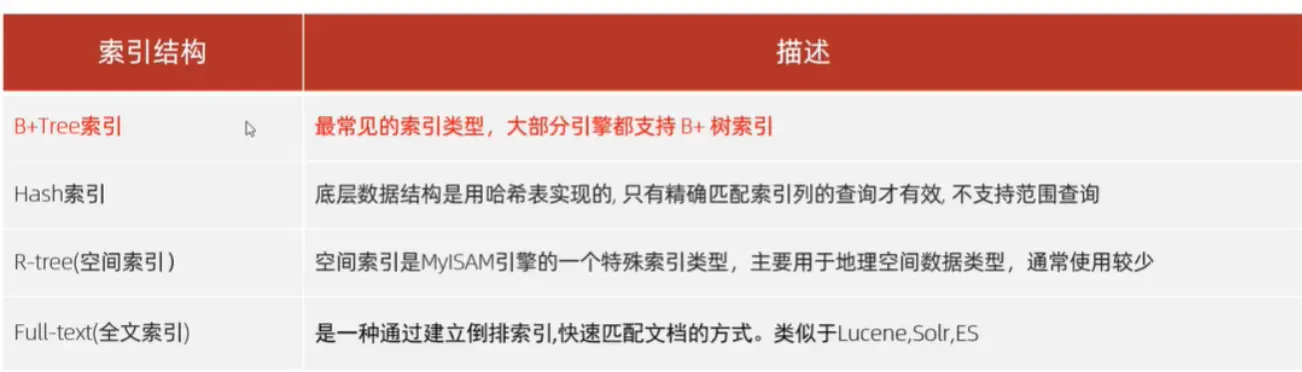 索引结构 描述
B+Tree索引 最常见的索引类型，大部分引擎都支持 B+ 树索引
Hash索引 底层数据结构是用哈希表实现的, 只有精确匹配索引列的查询才有效, 不支持范围查询
R-tree(空间索引） 空间索引是MyISAM引擎的一个特殊索引类型，主要用于地理空间数据类型，通常使用较少
Full-text(全文索引) 是一种通过建立倒排索引,快速匹配文档的方式。类似于Lucene,Solr,ES